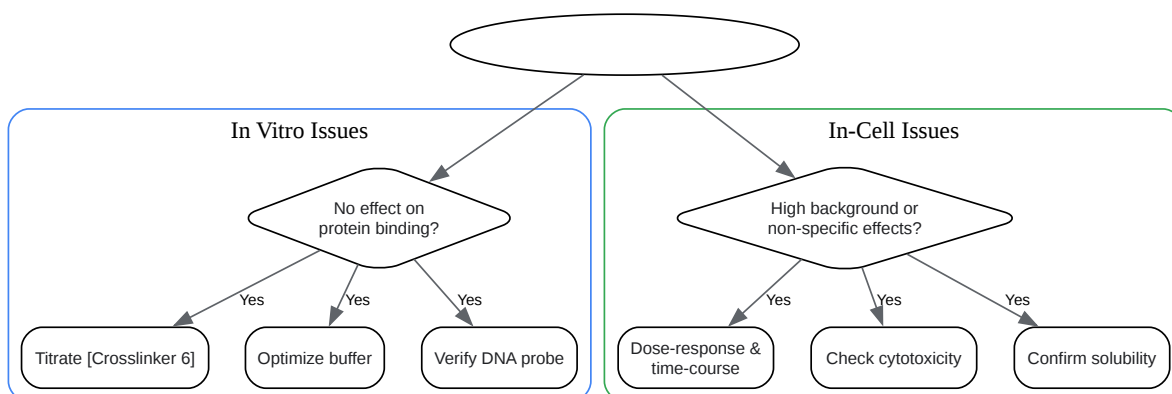 In Vitro Issues
In-Cell Issues
No effect on
protein binding?
High background or
non-specific effects?
Yes
Yes
Yes
Yes
Yes
Yes
Titrate [Crosslinker 6]
Optimize buffer
Verify DNA probe
Dose-response &
time-course
Check cytotoxicity
Confirm solubility